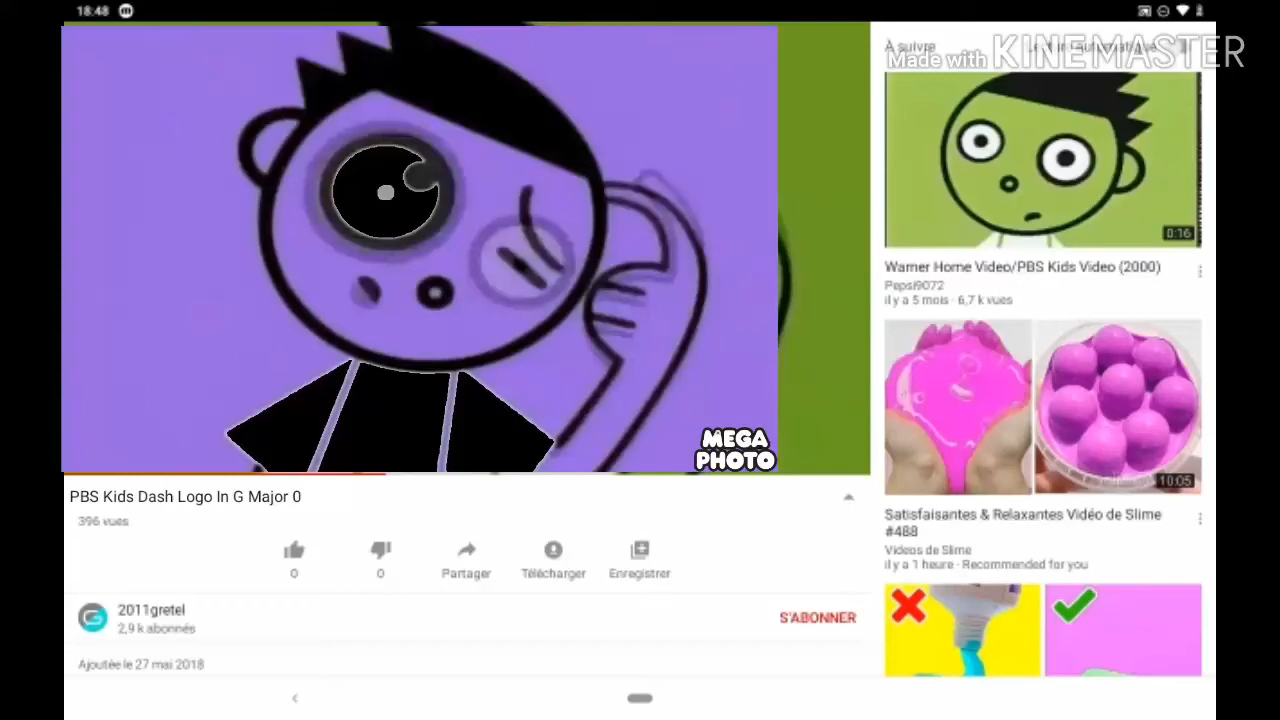 18:48
À suivre
Made with KINEMASTER
MEGA
PHOTO
0:16
Warner Home Video/PBS Kids Video (2000)
Pepsi9072
il y a 5 mois · 6,7 k vues
10:05
Satisfaisantes & Relaxantes Vidéo de Slime
#488
Videos de Slime
il y a 1 heure · Recommended for you
PBS Kids Dash Logo In G Major 0
396 vues
0
0
Partager
Télécharger
Enregistrer
2011gretel
2,9 k abonnés
S'ABONNER
Ajoutée le 27 mai 2018